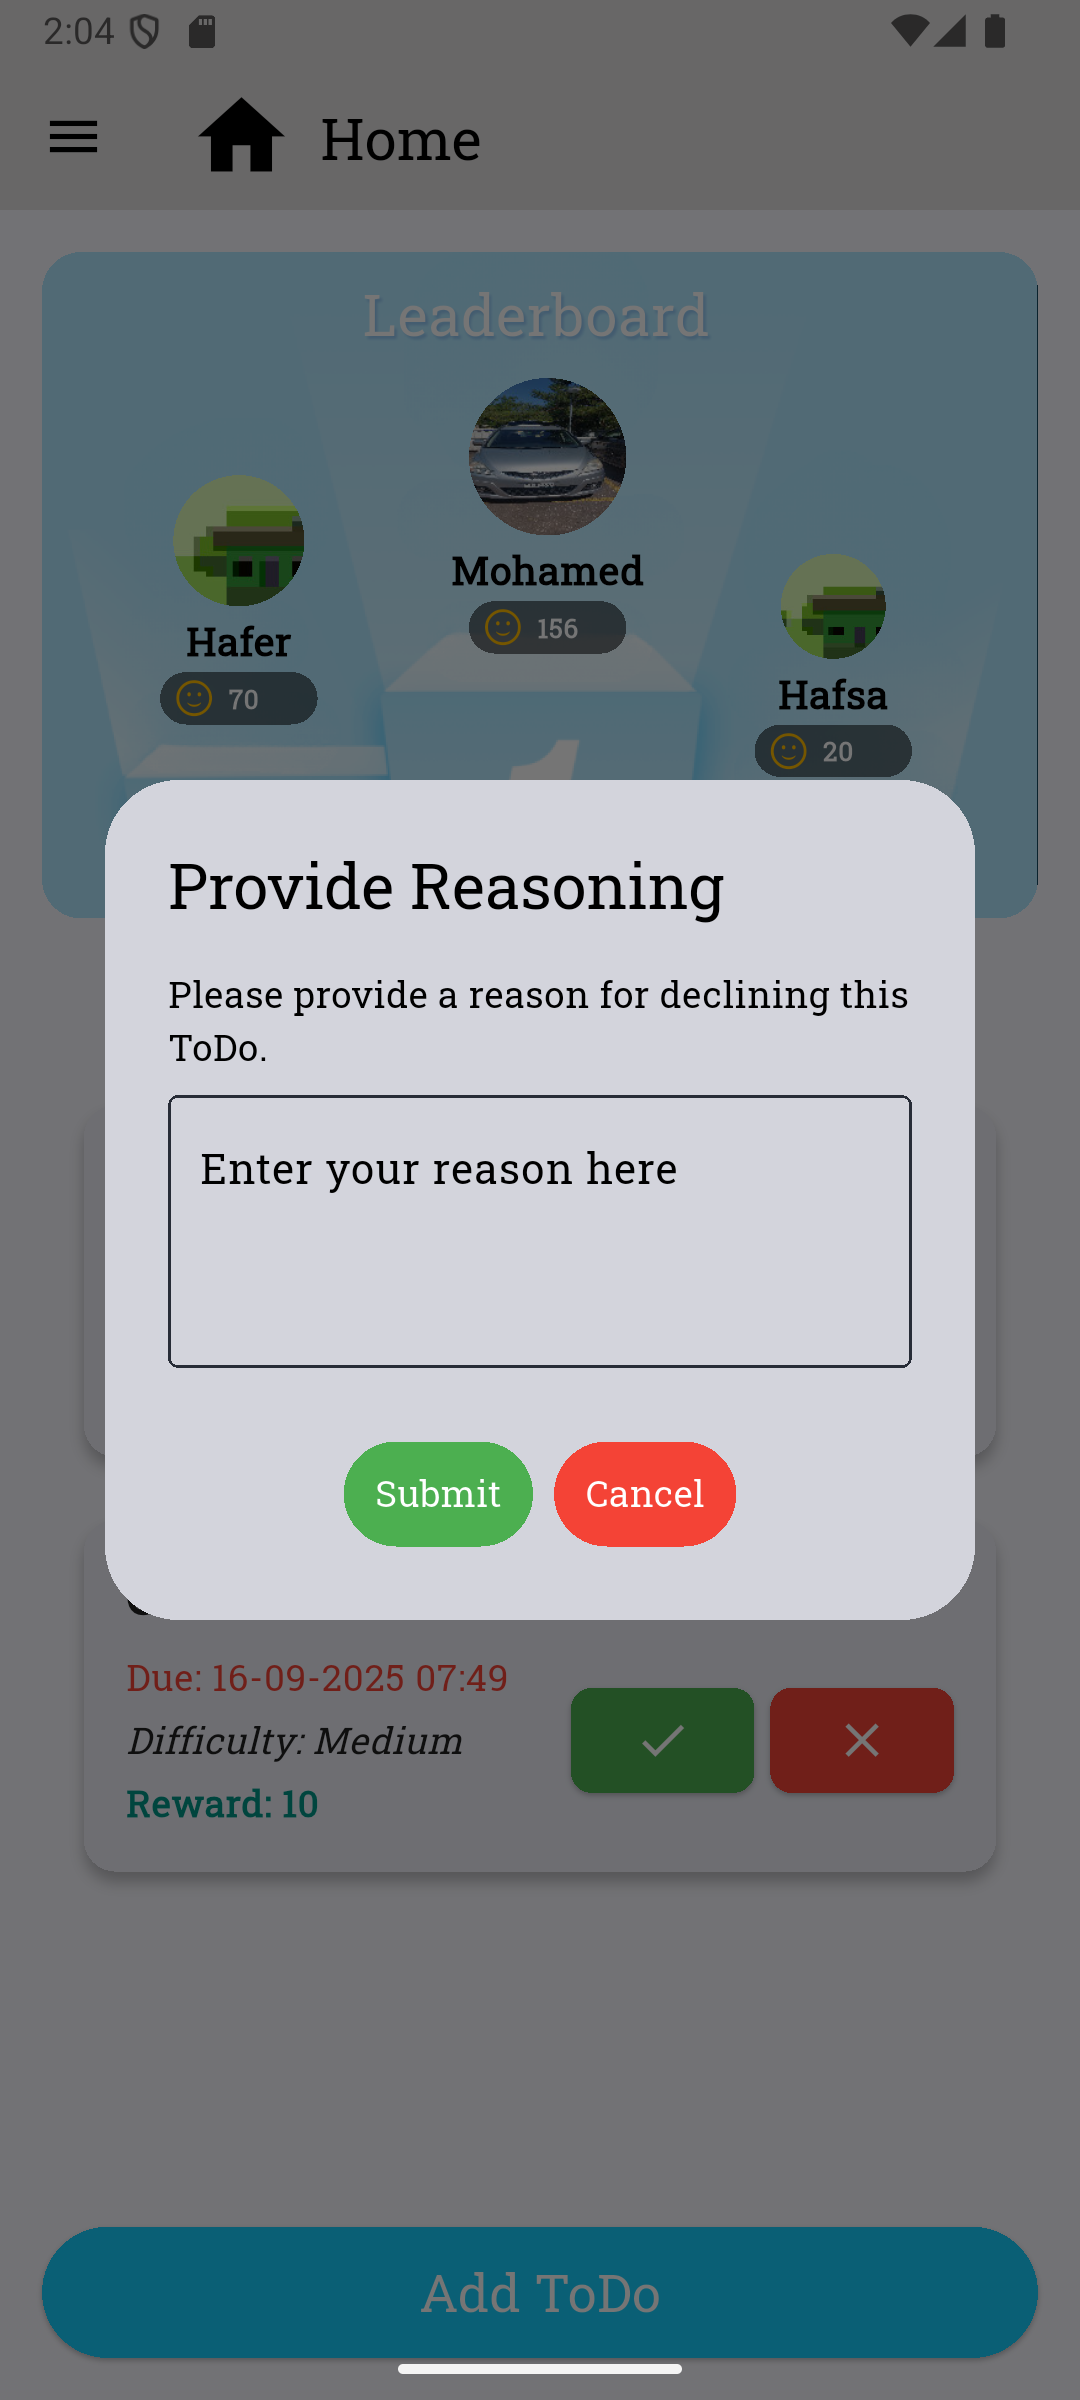 2:04
Home
Leaderboard
Mohamed
156
Hafer
70
Hafsa
20
1
Provide Reasoning
Please provide a reason for declining this
ToDo.
Enter your reason here
Submit
Cancel
Due: 16-09-2025 07:49
Difficulty: Medium
Reward: 10
Add ToDo